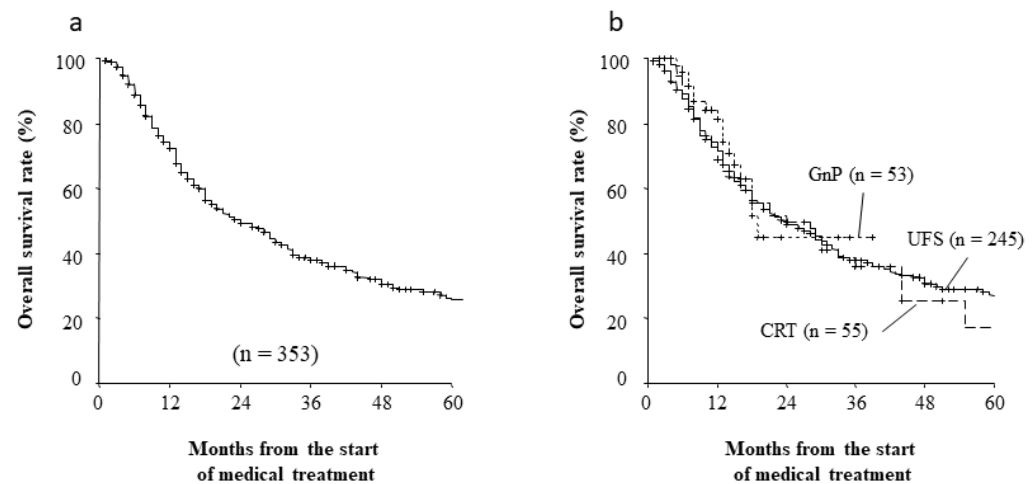 a
Overall survival rate (%)
100
80
60
40
20
0
(n = 353)
0 12 24 36 48 60
Months from the start
of medical treatment
b
Overall survival rate (%)
100
80
60
40
20
0
GnP (n = 53)
UFS (n = 245)
CRT (n = 55)
0 12 24 36 48 60
Months from the start
of medical treatment